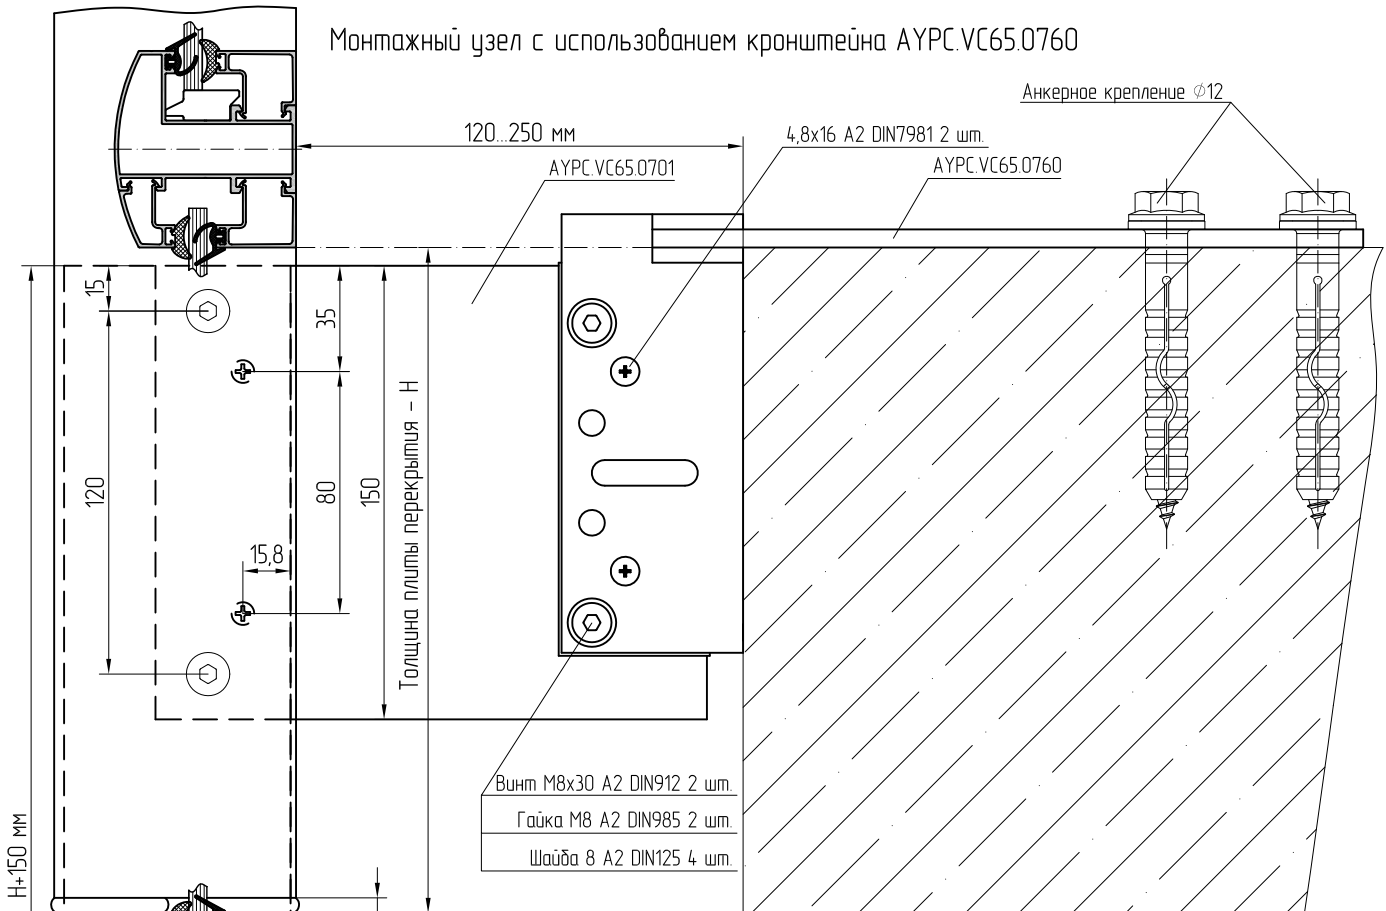 Монтажный узел с использованием кронштейна AYPC.VC65.0760
Анкерное крепление ∅12
120...250 мм
4,8x16 A2 DIN7981 2 шт.
AYPC.VC65.0701
AYPC.VC65.0760
15
35
120
80
150
15,8
Толщина плиты перекрытия – H
Винт M8x30 A2 DIN912 2 шт.
Гайка M8 A2 DIN985 2 шт.
Шайба 8 A2 DIN125 4 шт.
H+150 мм